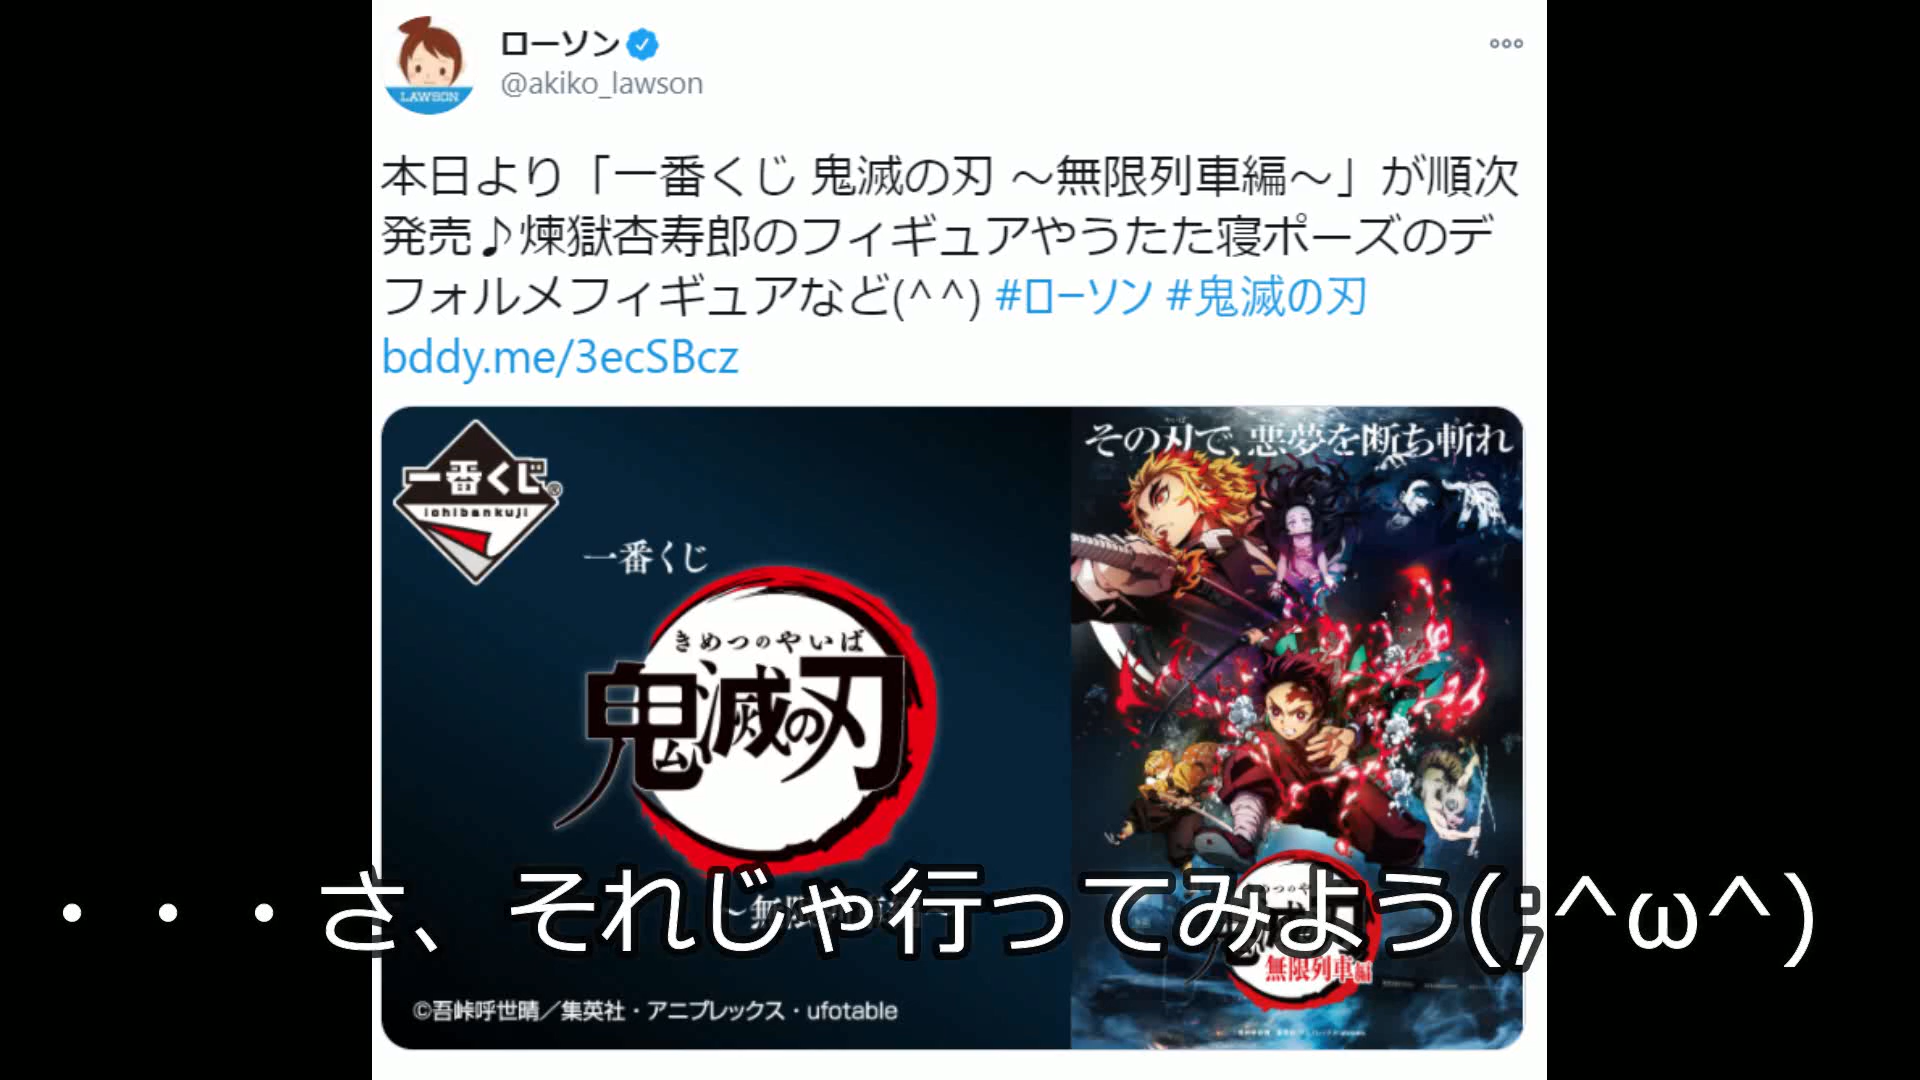 ローソン
@akiko_lawson
本日より「一番くじ 鬼滅の刃 ～無限列車編～」が順次
発売♪煉獄杏寿郎のフィギュアやうたた寝ポーズのデ
フォルメフィギュアなど(^^) #ローソン #鬼滅の刃
bddy.me/3ecSBcz
LAWSON
一番くじ®
ichibankuji
一番くじ
きめつのやいば
鬼滅の刃
その刃で、悪夢を断ち斬れ
・・・さ、それじゃ行ってみよう(;^ω^)
無限列車編
©吾峠呼世晴／集英社・アニプレックス・ufotable